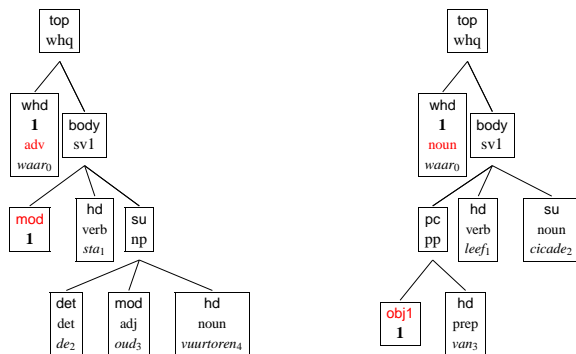 top
whq
whd
1
adv
waar0
body
sv1
mod
1
hd
verb
sta1
su
np
det
det
de2
mod
adj
oud3
hd
noun
vuurtoren4
top
whq
whd
1
noun
waar0
body
sv1
pc
pp
hd
verb
leef1
su
noun
cicade2
obj1
1
hd
prep
van3